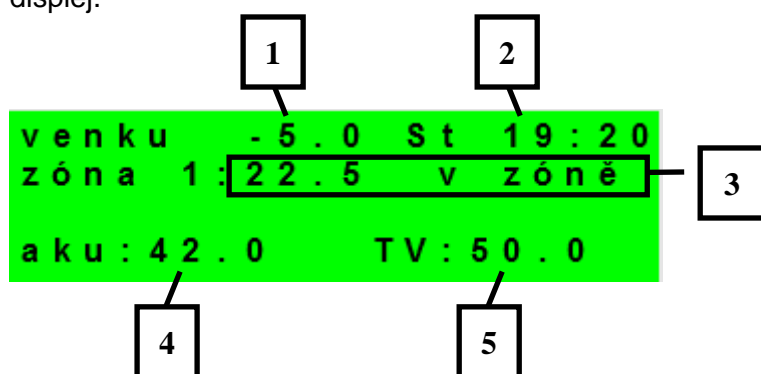 displej:
1 2
venku -5.0 St 19:20
zóna 1:22.5 v zóně
3
aku:42.0 TV:50.0
4 5